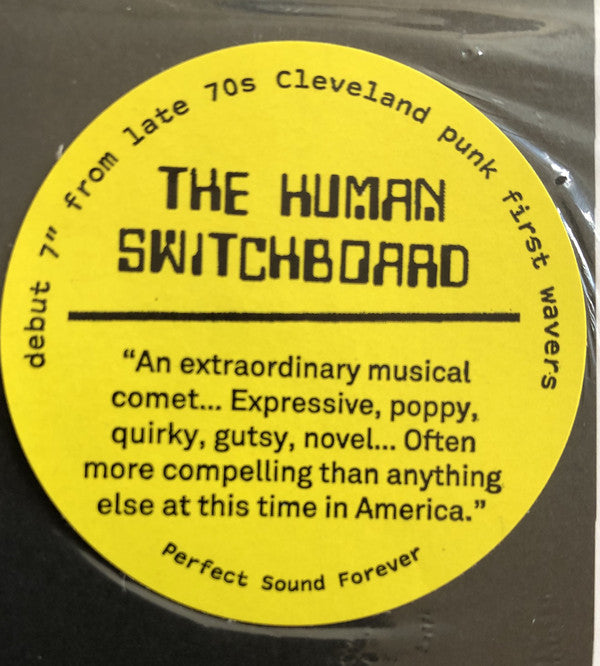 debut 7" from late 70s Cleveland punk first wavers
THE HUMAN
SWITCHBOARD
“An extraordinary musical
comet... Expressive, poppy,
quirky, gutsy, novel... Often
more compelling than anything
else at this time in America.”
Perfect Sound Forever